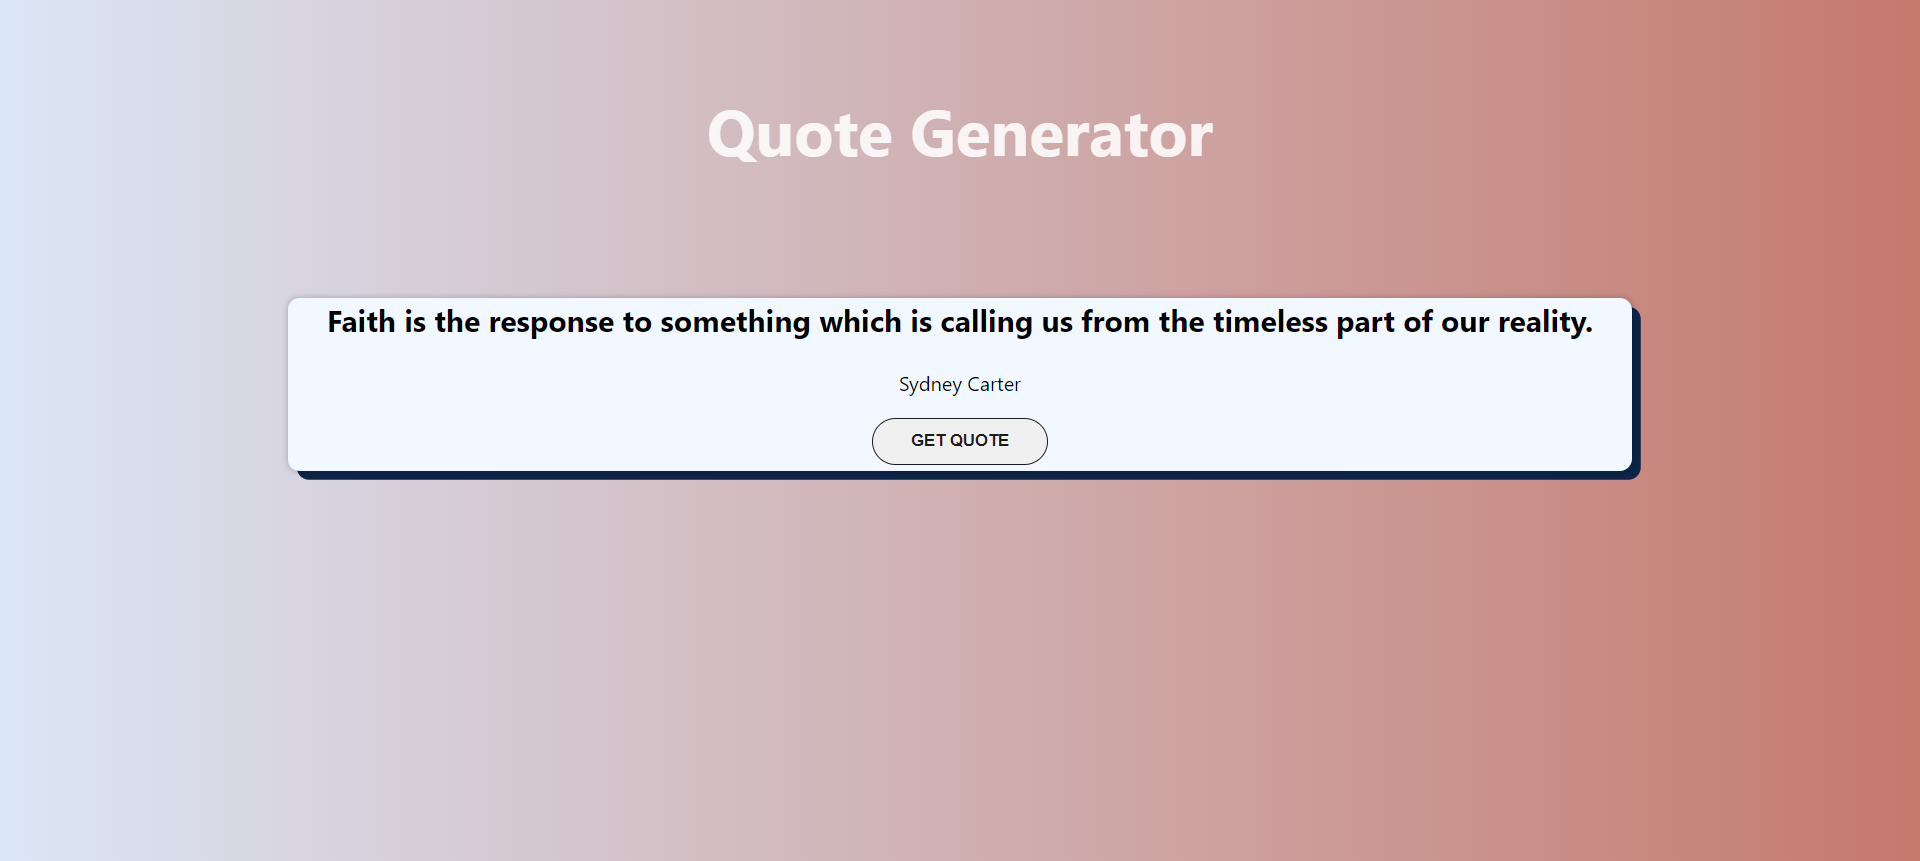 Quote Generator
Faith is the response to something which is calling us from the timeless part of our reality.
Sydney Carter
GET QUOTE